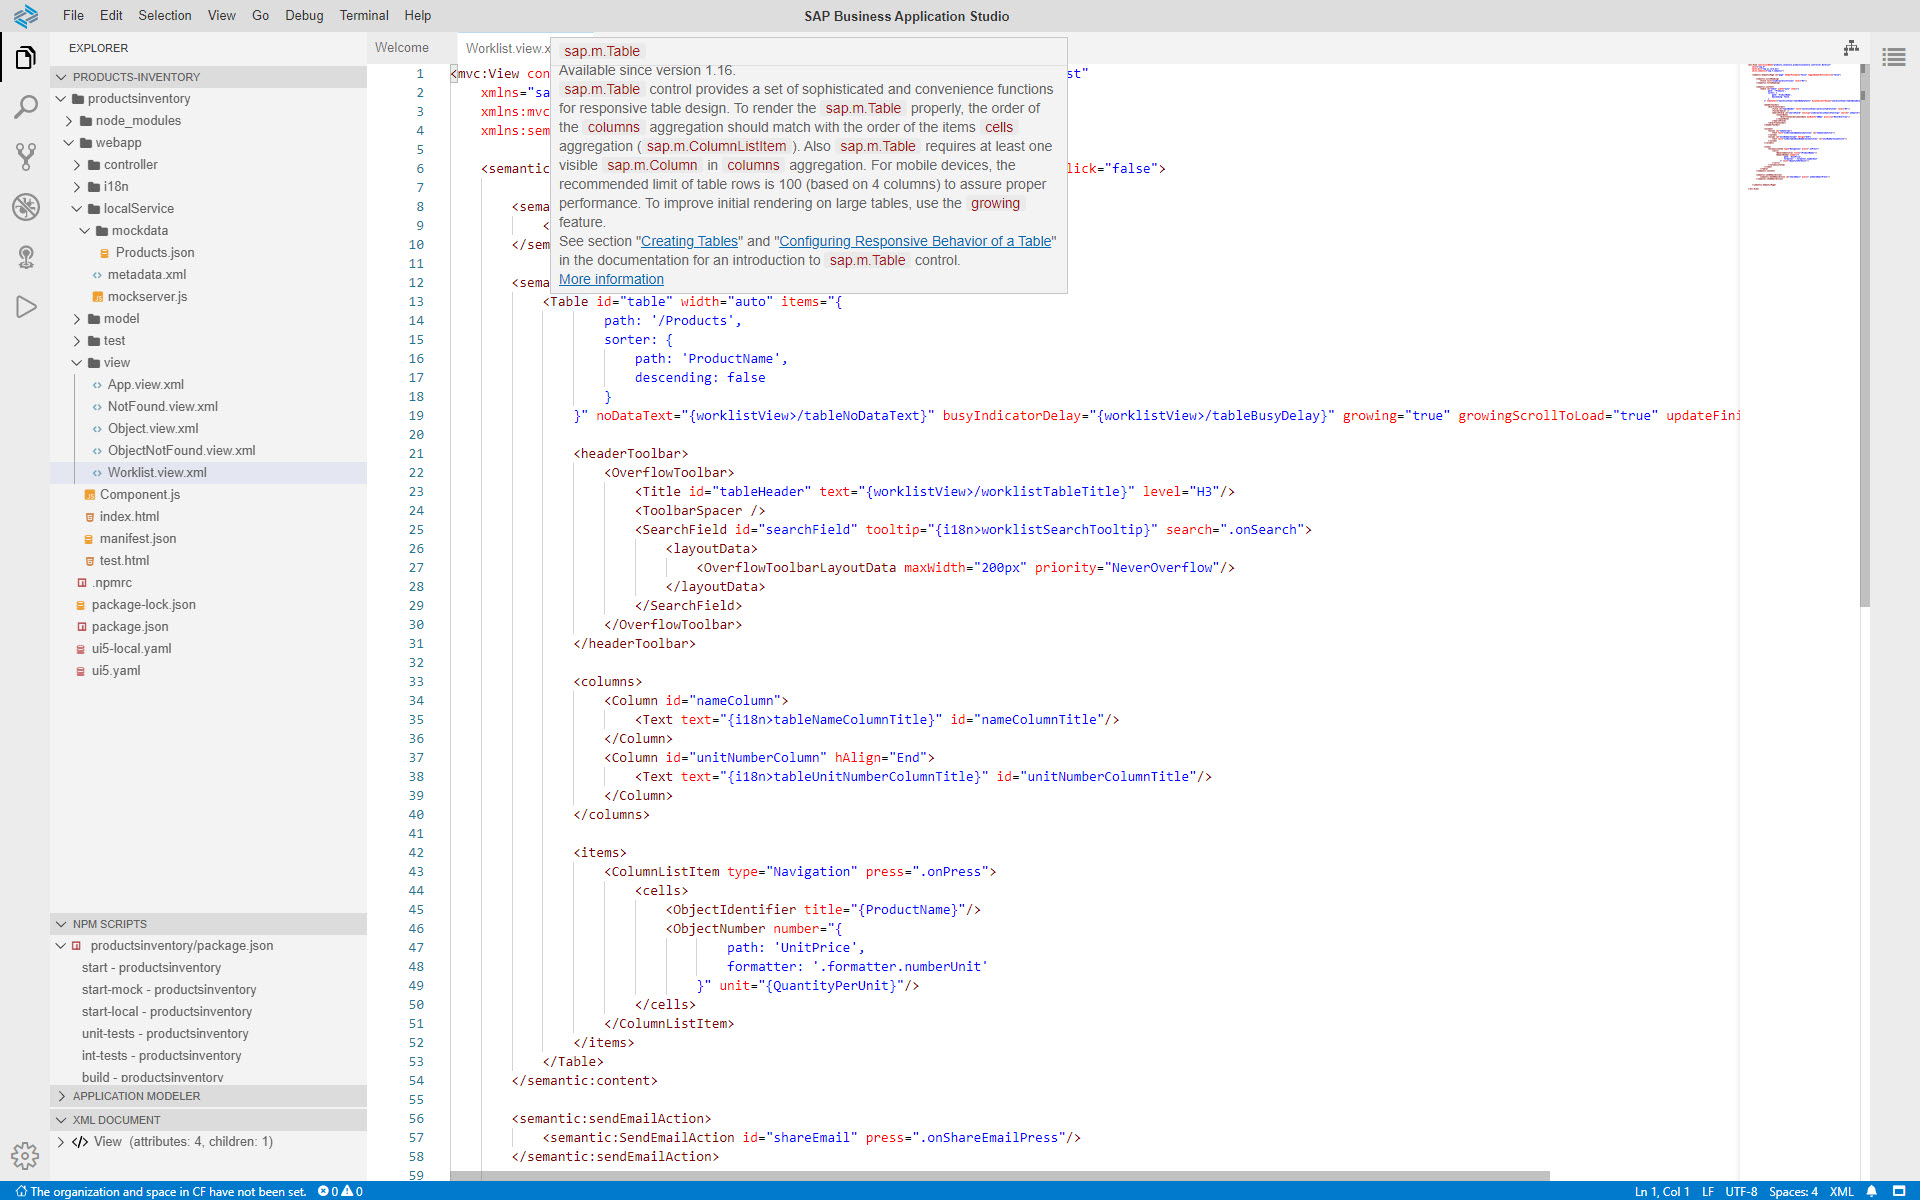 File Edit Selection View Go Debug Terminal Help
SAP Business Application Studio
EXPLORER
PRODUCTS-INVENTORY
productsinventory
node_modules
webapp
controller
i18n
localService
mockdata
Products.json
metadata.xml
mockserver.js
model
test
view
App.view.xml
NotFound.view.xml
Object.view.xml
ObjectNotFound.view.xml
Worklist.view.xml
Component.js
index.html
manifest.json
test.html
.npmrc
package-lock.json
package.json
ui5-local.yaml
ui5.yaml
NPM SCRIPTS
productsinventory/package.json
start - productsinventory
start-mock - productsinventory
start-local - productsinventory
unit-tests - productsinventory
int-tests - productsinventory
build - productsinventory
APPLICATION MODELER
XML DOCUMENT
View (attributes: 4, children: 1)
Welcome Worklist.view.x
sap.m.Table
Available since version 1.16.
sap.m.Table control provides a set of sophisticated and convenience functions
for responsive table design. To render the sap.m.Table properly, the order of
the columns aggregation should match with the order of the items cells
aggregation ( sap.m.ColumnListItem ). Also sap.m.Table requires at least one
visible sap.m.Column in columns aggregation. For mobile devices, the
recommended limit of table rows is 100 (based on 4 columns) to assure proper
performance. To improve initial rendering on large tables, use the growing
feature.
See section "Creating Tables" and "Configuring Responsive Behavior of a Table"
in the documentation for an introduction to sap.m.Table control.
More information
1 <mvc:View con st"
2 xmlns="sa
3 xmlns:mvc
4 xmlns:sem
5
6 <semantic lick="false">
7
8 <sema
9 <
10 </sem
11
12 <sema
13 <Table id="table" width="auto" items="{
14 path: '/Products',
15 sorter: {
16 path: 'ProductName',
17 descending: false
18 }
19 }" noDataText="{worklistView>/tableNoDataText}" busyIndicatorDelay="{worklistView>/tableBusyDelay}" growing="true" growingScrollToLoad="true" updateFini
20
21 <headerToolbar>
22 <OverflowToolbar>
23 <Title id="tableHeader" text="{worklistView>/worklistTableTitle}" level="H3"/>
24 <ToolbarSpacer />
25 <SearchField id="searchField" tooltip="{i18n>worklistSearchTooltip}" search=".onSearch">
26 <layoutData>
27 <OverflowToolbarLayoutData maxWidth="200px" priority="NeverOverflow"/>
28 </layoutData>
29 </SearchField>
30 </OverflowToolbar>
31 </headerToolbar>
32
33 <columns>
34 <Column id="nameColumn">
35 <Text text="{i18n>tableNameColumnTitle}" id="nameColumnTitle"/>
36 </Column>
37 <Column id="unitNumberColumn" hAlign="End">
38 <Text text="{i18n>tableUnitNumberColumnTitle}" id="unitNumberColumnTitle"/>
39 </Column>
40 </columns>
41
42 <items>
43 <ColumnListItem type="Navigation" press=".onPress">
44 <cells>
45 <ObjectIdentifier title="{ProductName}"/>
46 <ObjectNumber number="{
47 path: 'UnitPrice',
48 formatter: '.formatter.numberUnit'
49 }" unit="{QuantityPerUnit}"/>
50 </cells>
51 </ColumnListItem>
52 </items>
53 </Table>
54 </semantic:content>
55
56 <semantic:sendEmailAction>
57 <semantic:SendEmailAction id="shareEmail" press=".onShareEmailPress"/>
58 </semantic:sendEmailAction>
59
The organization and space in CF have not been set. 0 0
Ln 1, Col 1 LF UTF-8 Spaces: 4 XML